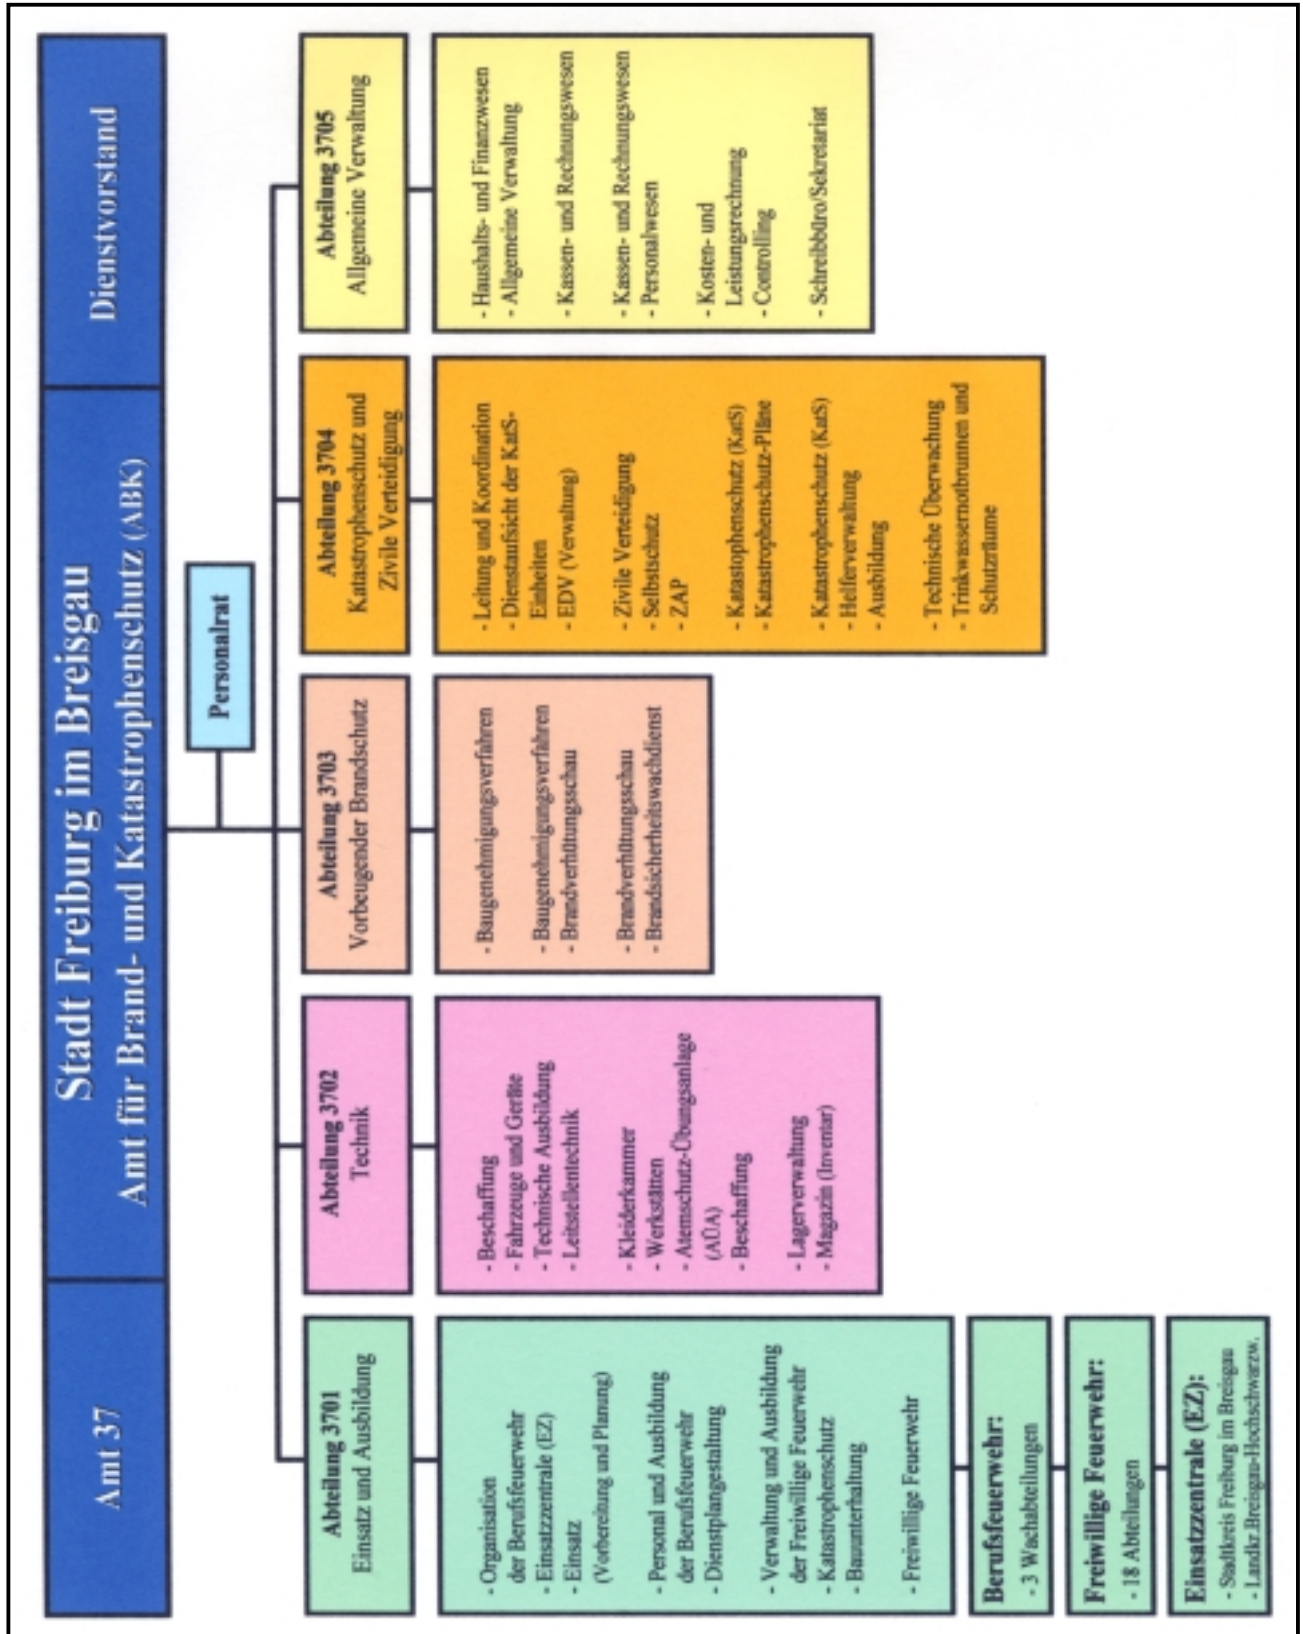 Amt 37
Stadt Freiburg im Breisgau
Amt für Brand- und Katastrophenschutz (ABK)
Dienstvorstand
Personalrat
Abteilung 3701
Einsatz und Ausbildung
- Organisation
der Berufsfeuerwehr
- Einsatzzentrale (EZ)
- Einsatz
(Vorbereitung und Planung)
- Personal und Ausbildung
der Berufsfeuerwehr
- Dienstplangestaltung
- Verwaltung und Ausbildung
der Freiwillige Feuerwehr
- Katastrophenschutz
- Bauunterhaltung
- Freiwillige Feuerwehr
Berufsfeuerwehr:
- 3 Wachabteilungen
Freiwillige Feuerwehr:
- 18 Abteilungen
Einsatzzentrale (EZ):
- Stadtkreis Freiburg im Breisgau
- Landkr.Breisgau-Hochschwarzw.
Abteilung 3702
Technik
- Beschaffung
- Fahrzeuge und Geräte
- Technische Ausbildung
- Leitstellentechnik
- Kleiderkammer
- Werkstätten
- Atemschutz-Übungsanlage
(AÜA)
- Beschaffung
- Lagerverwaltung
- Magazin (Inventar)
Abteilung 3703
Vorbeugender Brandschutz
- Baugenehmigungsverfahren
- Baugenehmigungsverfahren
- Brandverhütungsschau
- Brandverhütungsschau
- Brandsicherheitswachdienst
Abteilung 3704
Katastrophenschutz und
Zivile Verteidigung
- Leitung und Koordination
- Dienstaufsicht der KatS-
Einheiten
- EDV (Verwaltung)
- Zivile Verteidigung
- Selbstschutz
- ZAP
- Katastophenschutz (KatS)
- Katastrophenschutz-Pläne
- Katastrophenschutz (KatS)
- Helferverwaltung
- Ausbildung
- Technische Überwachung
- Trinkwassernotbrunnen und
Schutzräume
Abteilung 3705
Allgemeine Verwaltung
- Haushalts- und Finanzwesen
- Allgemeine Verwaltung
- Kassen- und Rechnungswesen
- Kassen- und Rechnungswesen
- Personalwesen
- Kosten- und
Leistungsrechnung
- Controlling
- Schreibbüro/Sekretariat